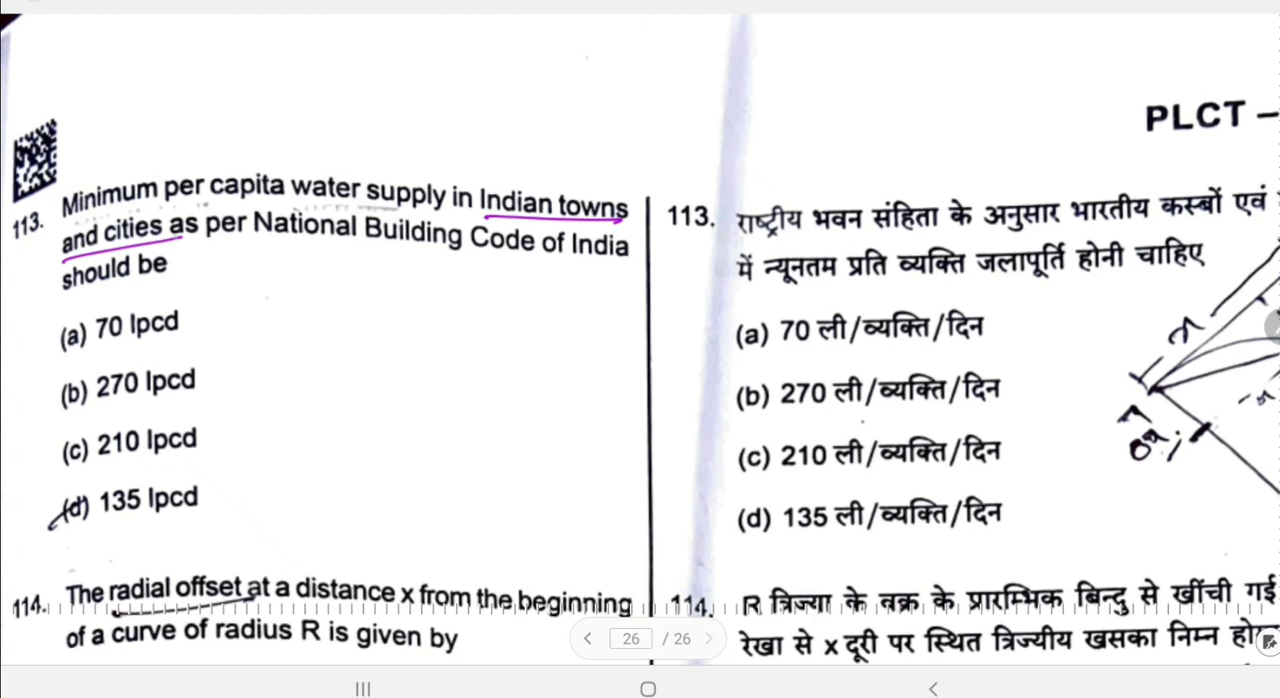 PLCT –
113. Minimum per capita water supply in Indian towns
and cities as per National Building Code of India
should be
(a) 70 lpcd
(b) 270 lpcd
(c) 210 lpcd
(d) 135 lpcd
114. The radial offset at a distance x from the beginning
of a curve of radius R is given by
113. राष्ट्रीय भवन संहिता के अनुसार भारतीय कस्बों एवं
में न्यूनतम प्रति व्यक्ति जलापूर्ति होनी चाहिए
(a) 70 ली/व्यक्ति/दिन
(b) 270 ली/व्यक्ति/दिन
(c) 210 ली/व्यक्ति/दिन
(d) 135 ली/व्यक्ति/दिन
114. R त्रिज्या के वक्र के प्रारम्भिक बिन्दु से खींची गई
रेखा से x दूरी पर स्थित त्रिज्यीय खसका निम्न
26 / 26